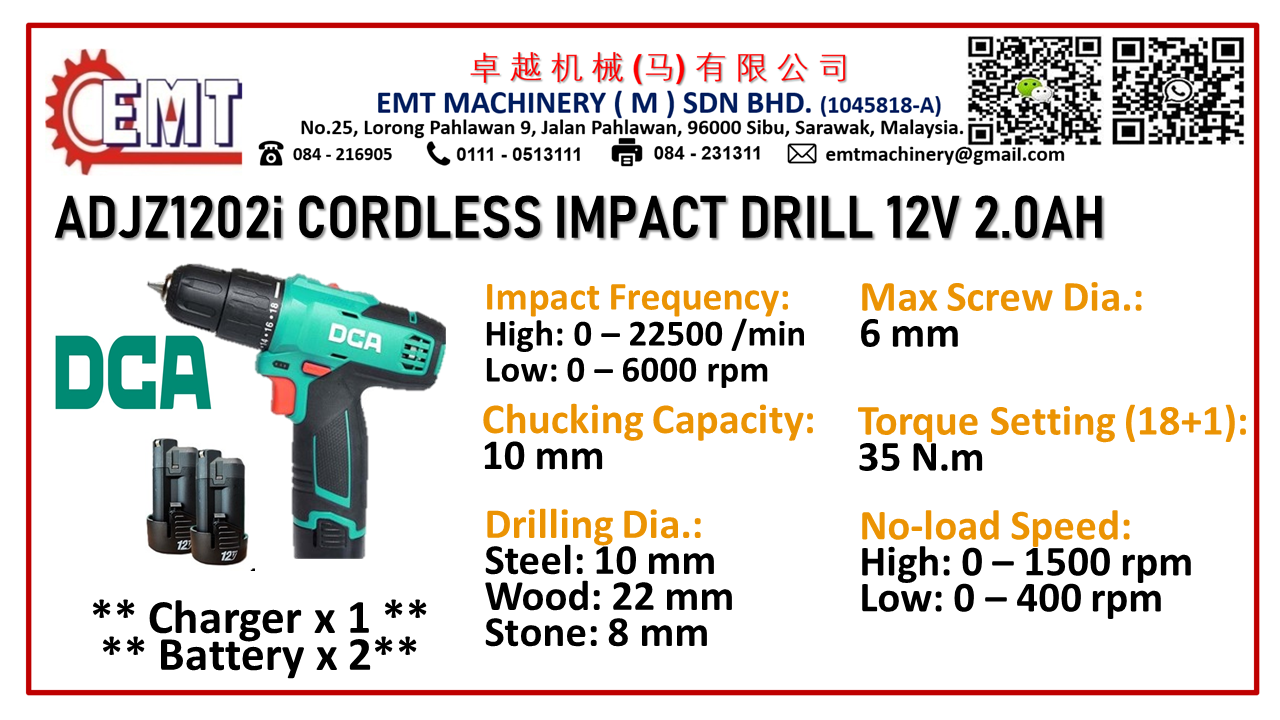 EMT
卓越机械(马)有限公司
EMT MACHINERY ( M ) SDN BHD. (1045818-A)
No.25, Lorong Pahlawan 9, Jalan Pahlawan, 96000 Sibu, Sarawak, Malaysia.
084 - 216905 0111 - 0513111 084 - 231311 emtmachinery@gmail.com
ADJZ1202i CORDLESS IMPACT DRILL 12V 2.0AH
DCA
14•16•18
DCA
12V
12V
** Charger x 1 **
** Battery x 2**
Impact Frequency:
High: 0 – 22500 /min
Low: 0 – 6000 rpm
Chucking Capacity:
10 mm
Drilling Dia.:
Steel: 10 mm
Wood: 22 mm
Stone: 8 mm
Max Screw Dia.:
6 mm
Torque Setting (18+1):
35 N.m
No-load Speed:
High: 0 – 1500 rpm
Low: 0 – 400 rpm